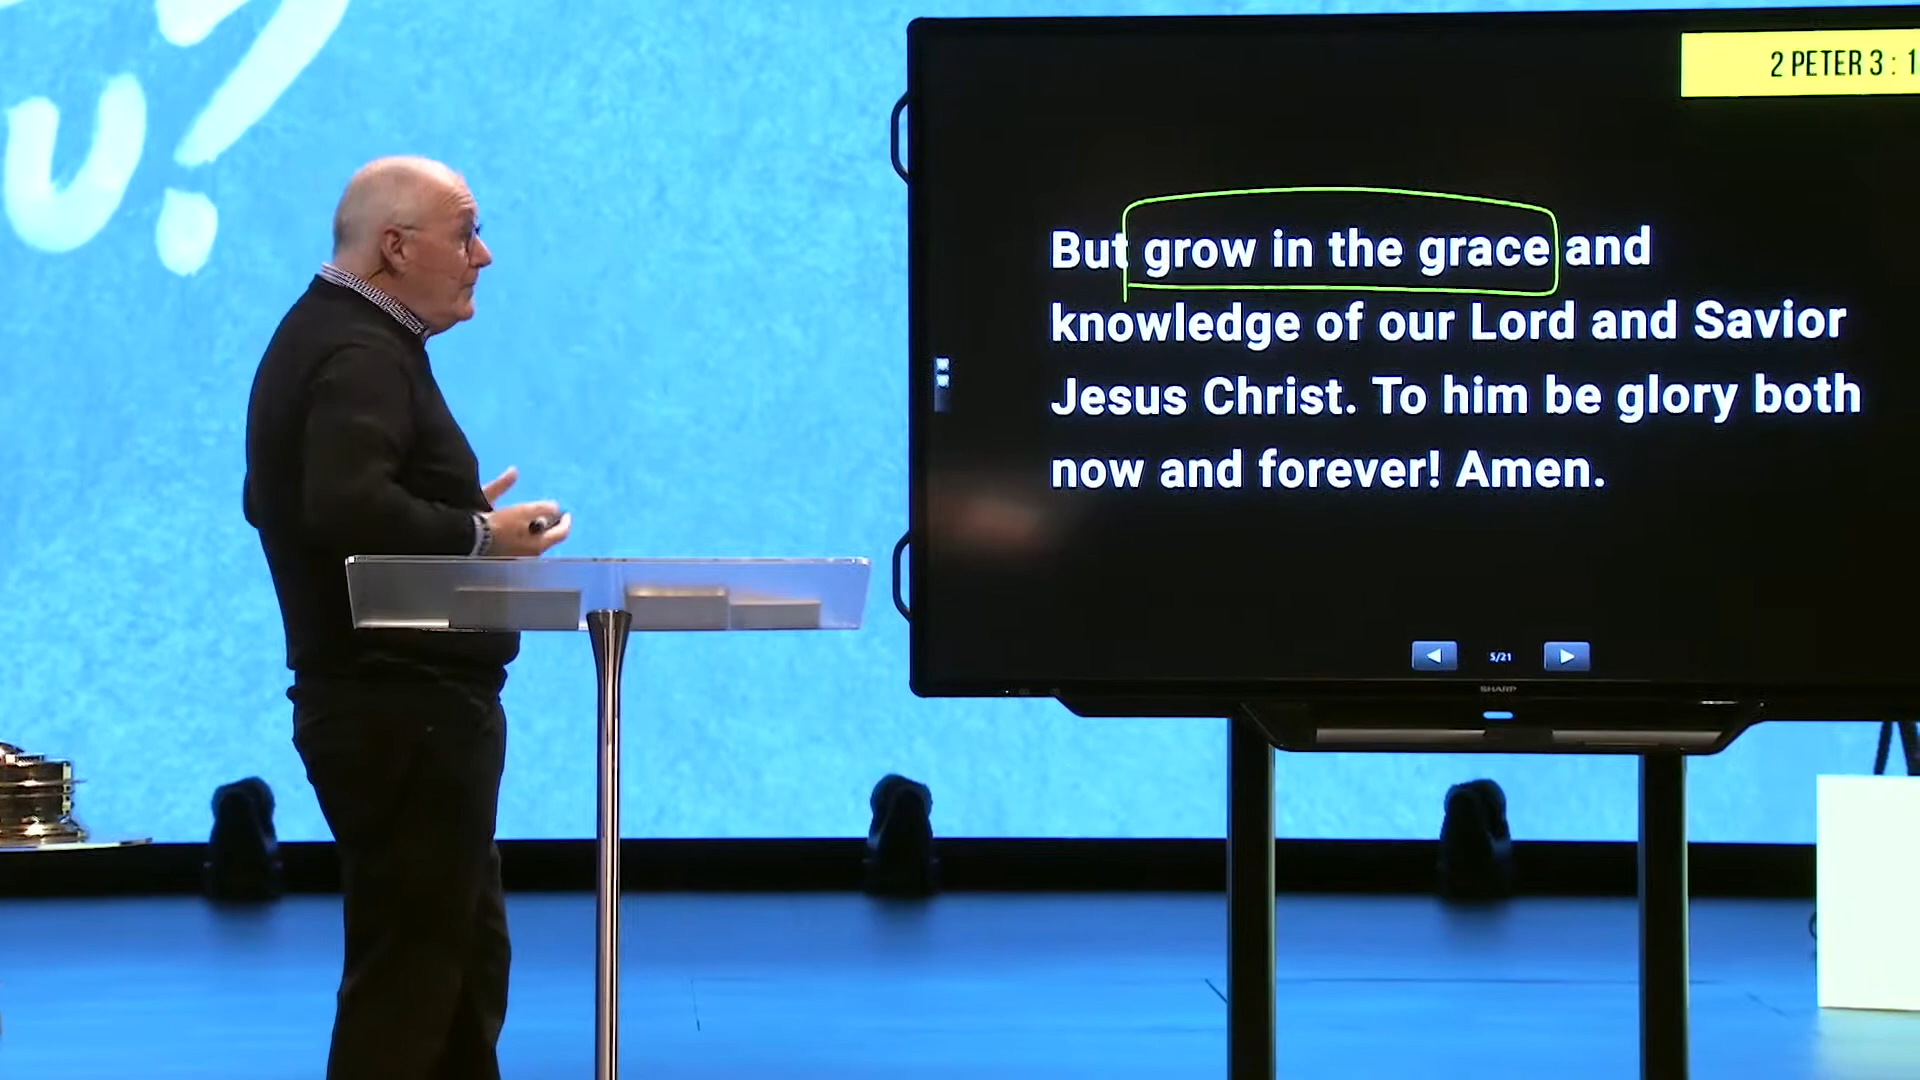 2 PETER 3 : 1
But grow in the grace and
knowledge of our Lord and Savior
Jesus Christ. To him be glory both
now and forever! Amen.
5/21
SHARP
u?